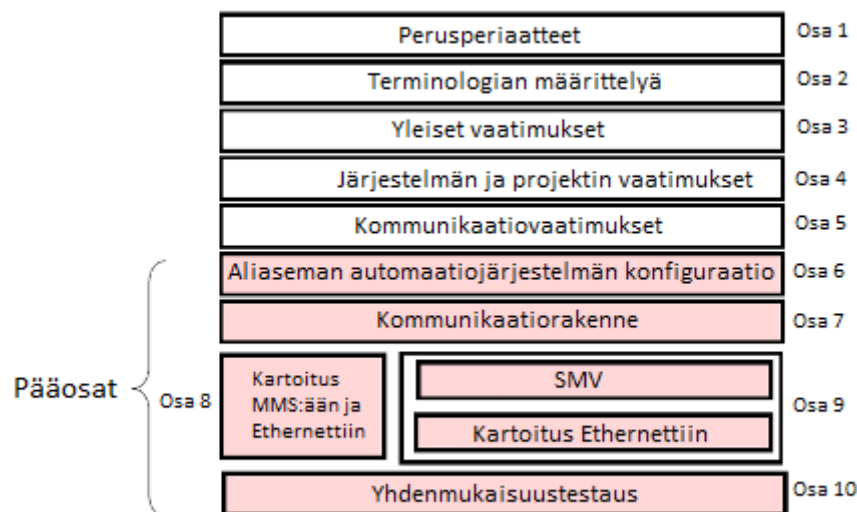 Perusperiaatteet Osa 1
Terminologian määrittelyä Osa 2
Yleiset vaatimukset Osa 3
Järjestelmän ja projektin vaatimukset Osa 4
Kommunikaatiovaatimukset Osa 5
Aliaseman automaatiojärjestelmän konfiguraatio Osa 6
Kommunikaatiorakenne Osa 7
Pääosat
Osa 8
Kartoitus
MMS:ään ja
Ethernettiin
SMV
Kartoitus Ethernettiin
Osa 9
Yhdenmukaisuustestaus Osa 10